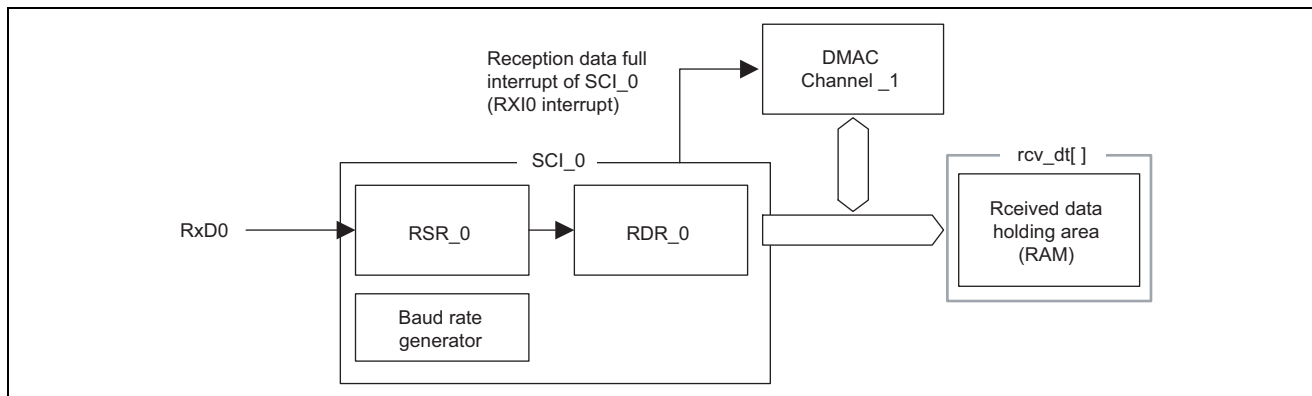 Reception data full
interrupt of SCI_0
(RXI0 interrupt)
DMAC
Channel _1
SCI_0
rcv_dt[ ]
RxD0
RSR_0
RDR_0
Rceived data
holding area
(RAM)
Baud rate
generator